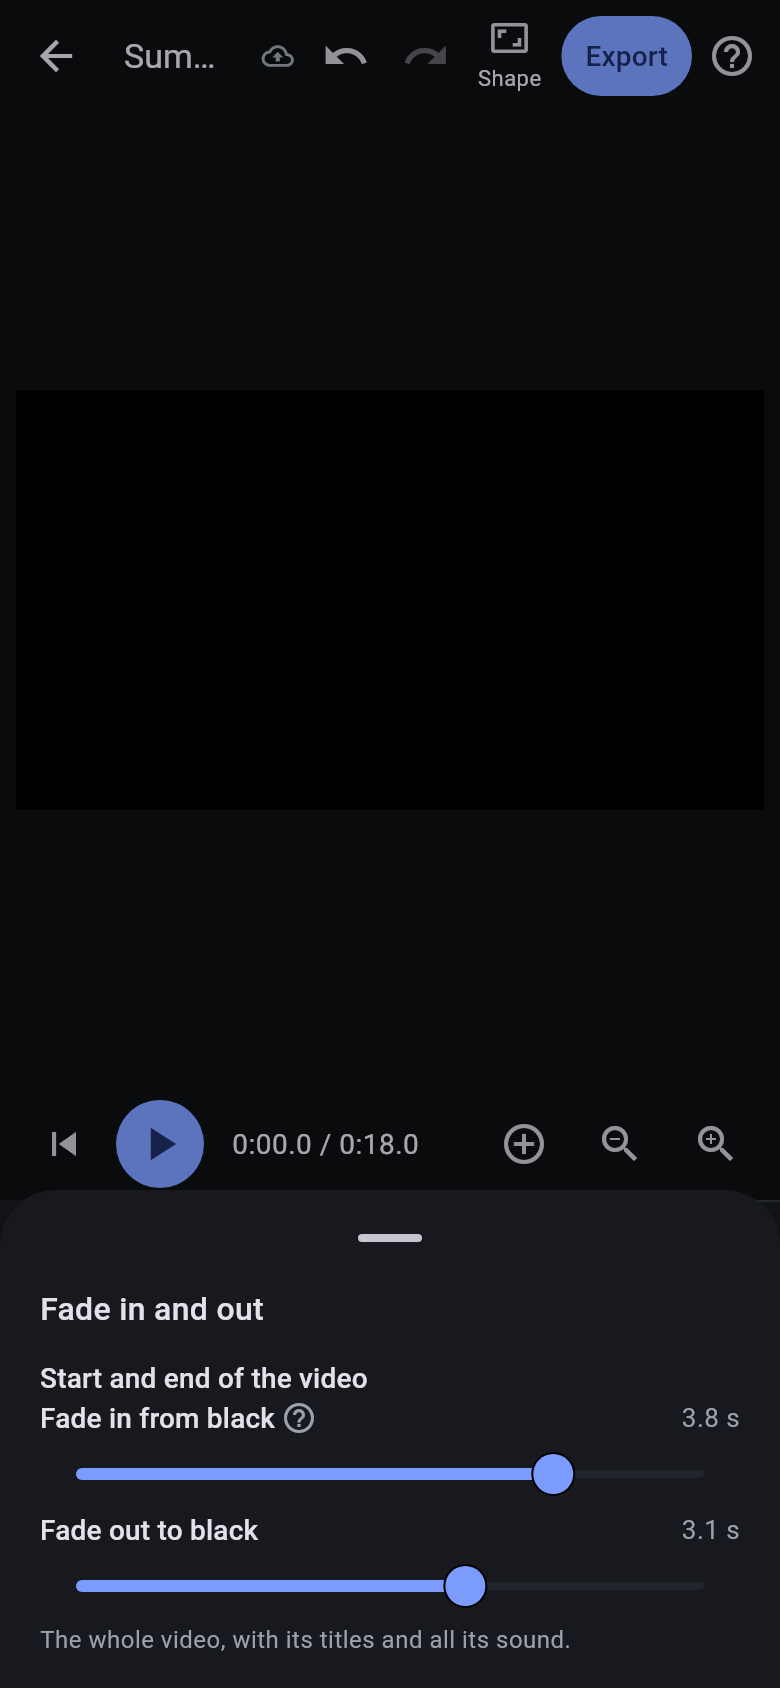 Sum...
Shape
Export
0:00.0 / 0:18.0
Fade in and out
Start and end of the video
Fade in from black 3.8 s
Fade out to black 3.1 s
The whole video, with its titles and all its sound.